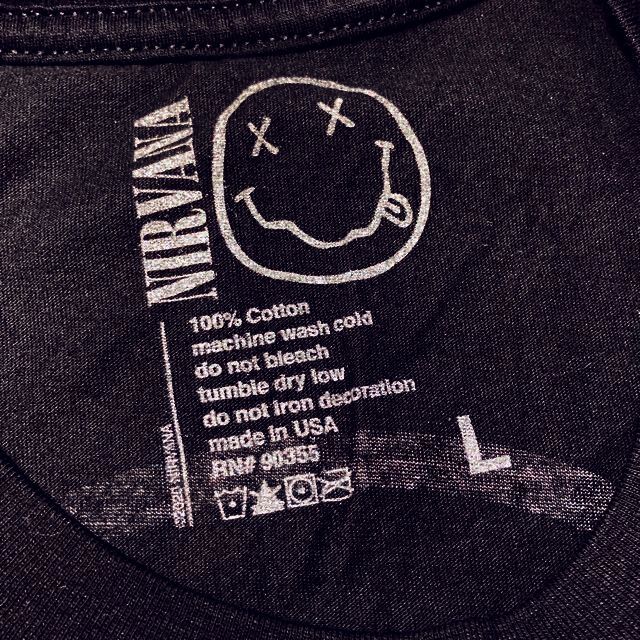 NIRVANA
100% Cotton
machine wash cold
do not bleach
tumble dry low
do not iron decoration
made in USA
RN# 90355
NIRVANA
L